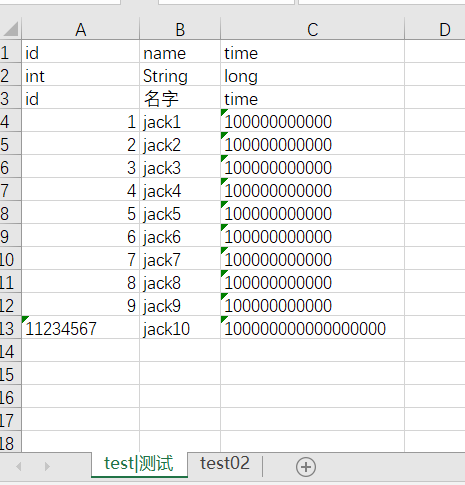 A B C D
1 id name time
2 int String long
3 id 名字 time
4 1 jack1 100000000000
5 2 jack2 100000000000
6 3 jack3 100000000000
7 4 jack4 100000000000
8 5 jack5 100000000000
9 6 jack6 100000000000
10 7 jack7 100000000000
11 8 jack8 100000000000
12 9 jack9 100000000000
13 11234567 jack10 100000000000000000
14
15
16
17
18
test|测试 test02